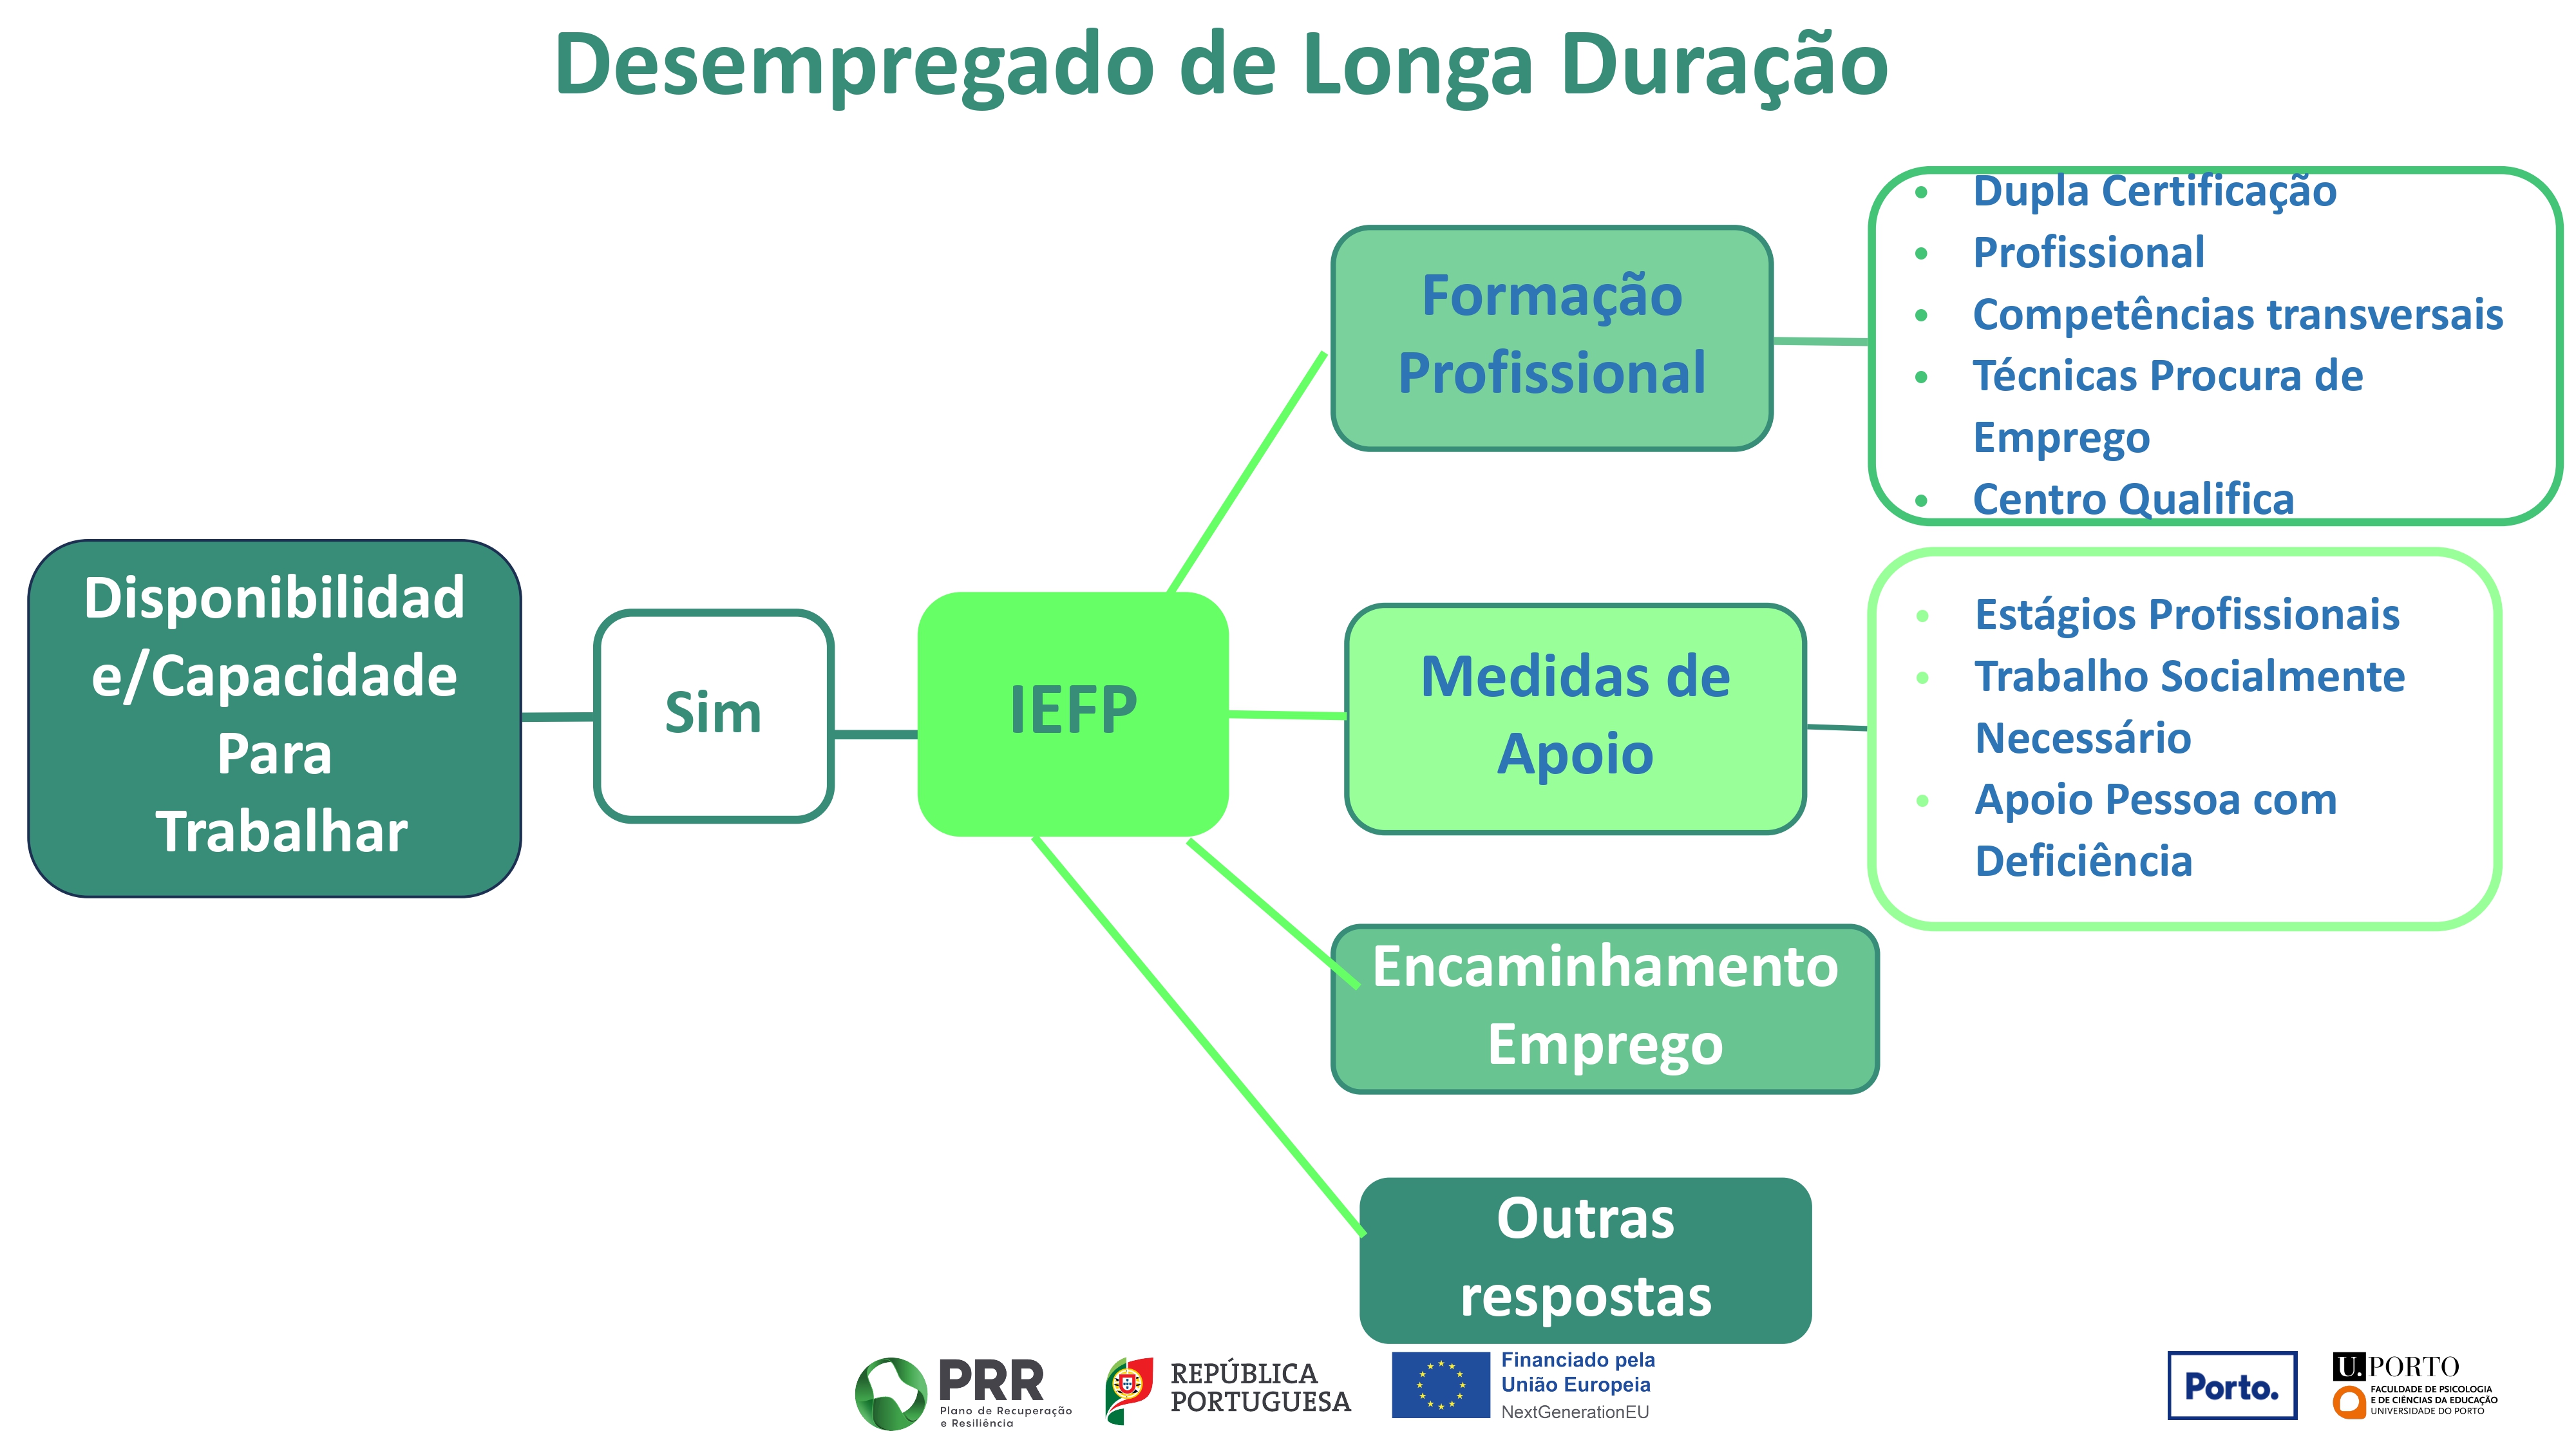 Desempregado de Longa Duração
Disponibilidad
e/Capacidade
Para
Trabalhar
Sim
IEFP
Formação
Profissional
• Dupla Certificação
• Profissional
• Competências transversais
• Técnicas Procura de
Emprego
• Centro Qualifica
Medidas de
Apoio
• Estágios Profissionais
• Trabalho Socialmente
Necessário
• Apoio Pessoa com
Deficiência
Encaminhamento
Emprego
Outras
respostas
PRR
Plano de Recuperação
e Resiliência
REPÚBLICA
PORTUGUESA
Financiado pela
União Europeia
NextGenerationEU
Porto.
U.PORTO
FACULDADE DE PSICOLOGIA
E DE CIÊNCIAS DA EDUCAÇÃO
UNIVERSIDADE DO PORTO